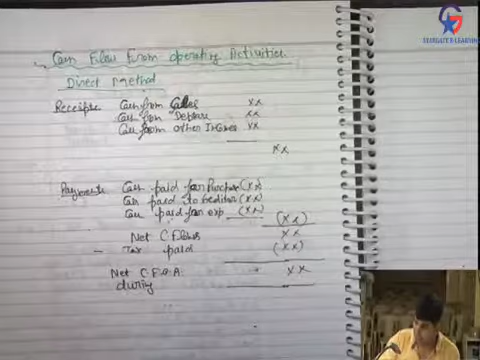 Cash Flow From operating Activities
Direct method
Receipts Cash from Sales xx
Cash from Debtors xx
Cash from other Incomes xx
xx
Payments Cash paid for Purchase (xx)
Cash paid to Creditors (xx)
Cash paid for exp (xx) (xx)
Net C.Flows xx
– Tax paid (xx)
Net C.F.O.A. xx
during